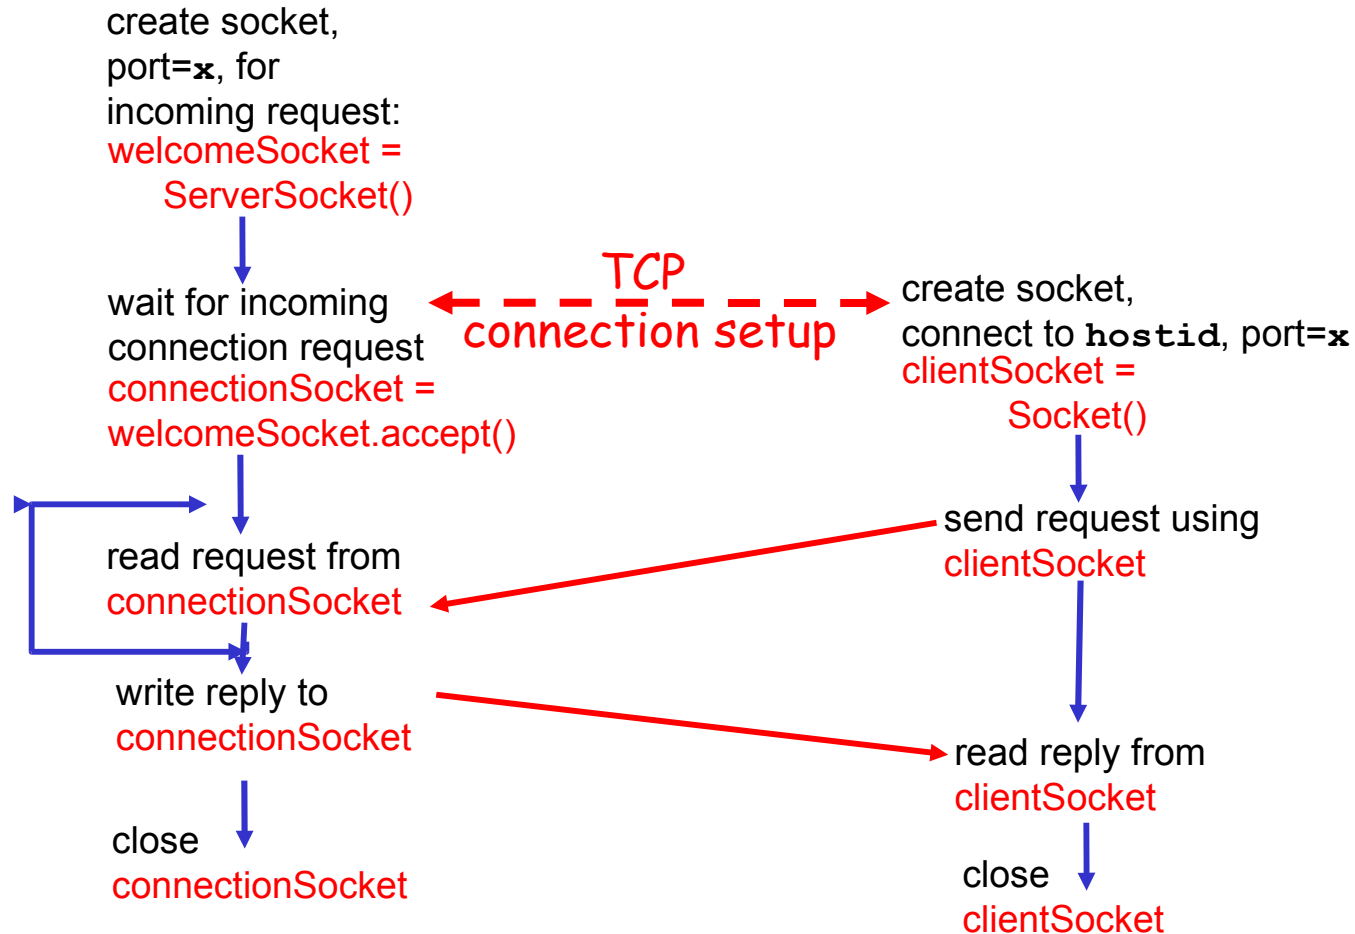 create socket,
port=x, for
incoming request:
welcomeSocket =
ServerSocket()
wait for incoming
connection request
connectionSocket =
welcomeSocket.accept()
TCP
connection setup
create socket,
connect to hostid, port=x
clientSocket =
Socket()
send request using
clientSocket
read request from
connectionSocket
write reply to
connectionSocket
read reply from
clientSocket
close
connectionSocket
close
clientSocket